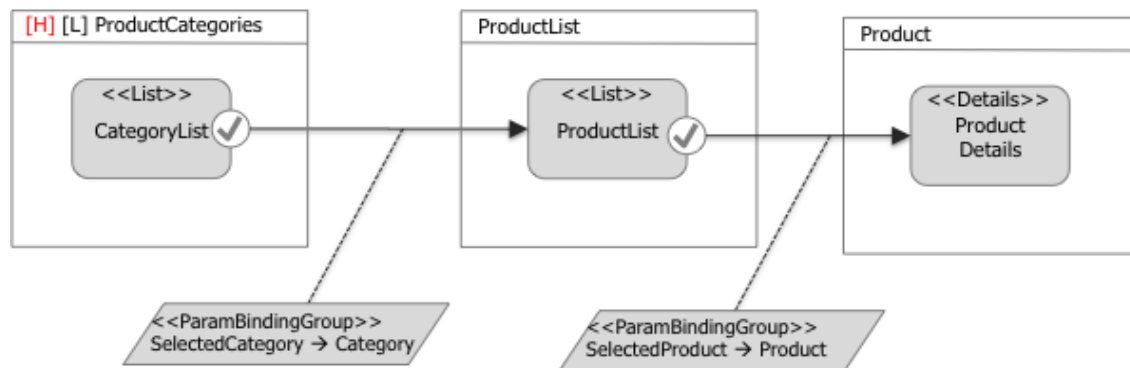 [H] [L] ProductCategories
<<List>>
CategoryList
ProductList
<<List>>
ProductList
Product
<<Details>>
Product
Details
<<ParamBindingGroup>>
SelectedCategory → Category
<<ParamBindingGroup>>
SelectedProduct → Product